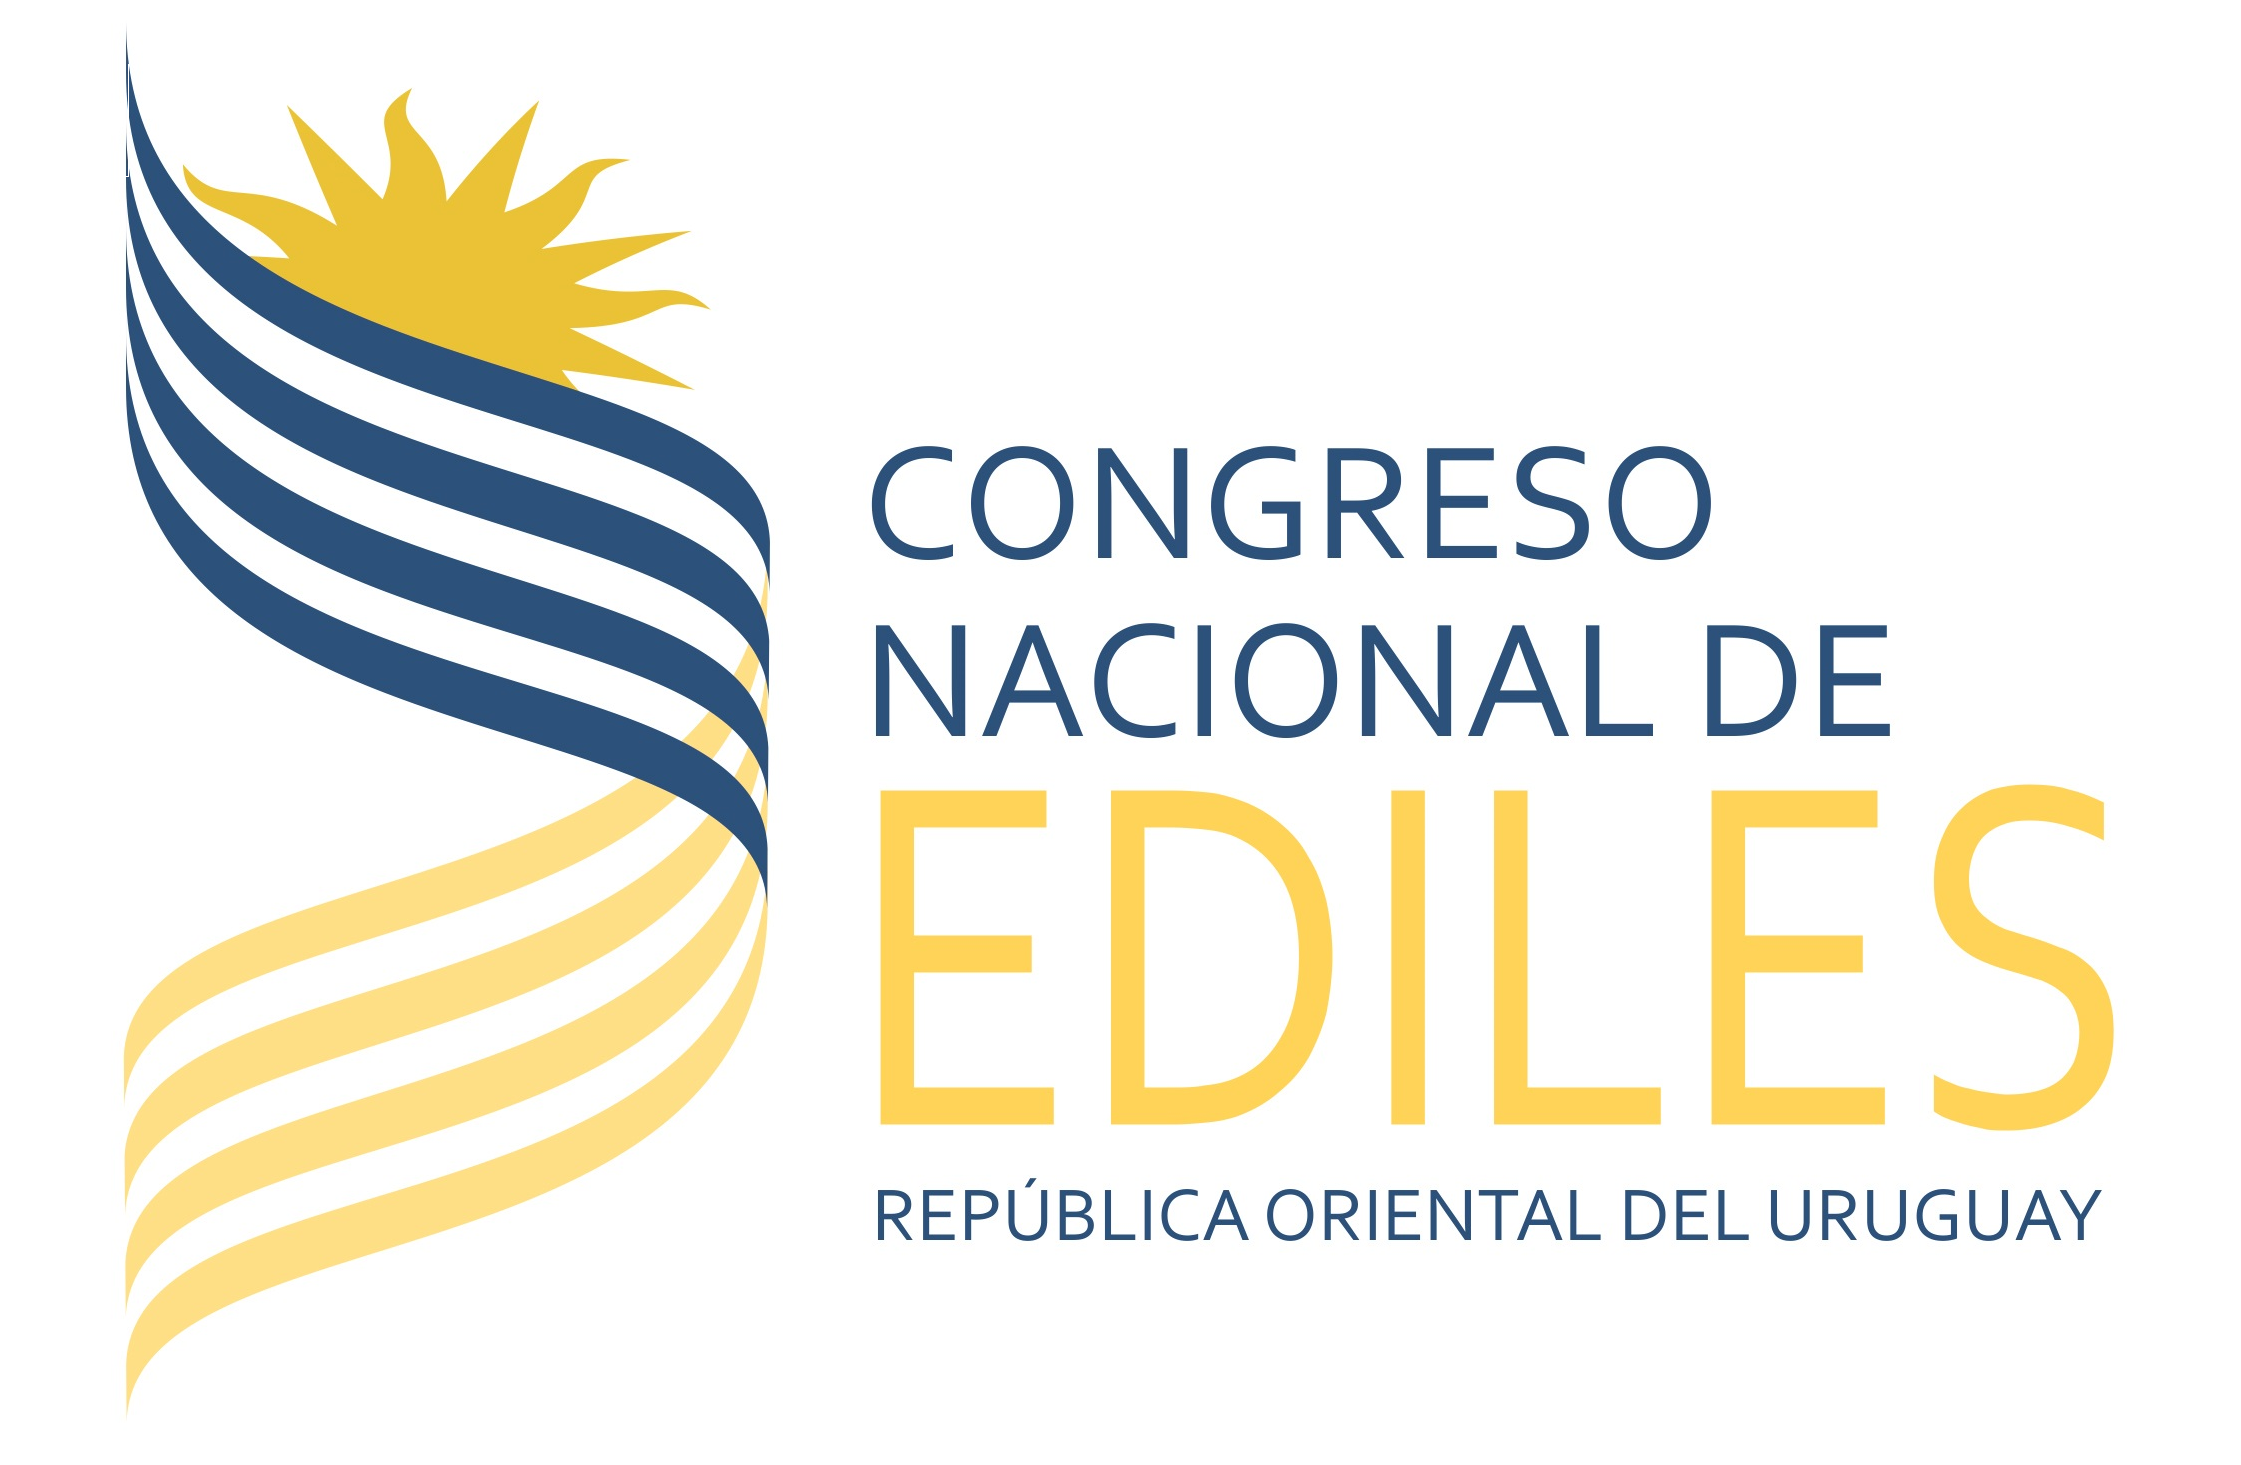 CONGRESO
NACIONAL DE
EDILES
REPÚBLICA ORIENTAL DEL URUGUAY